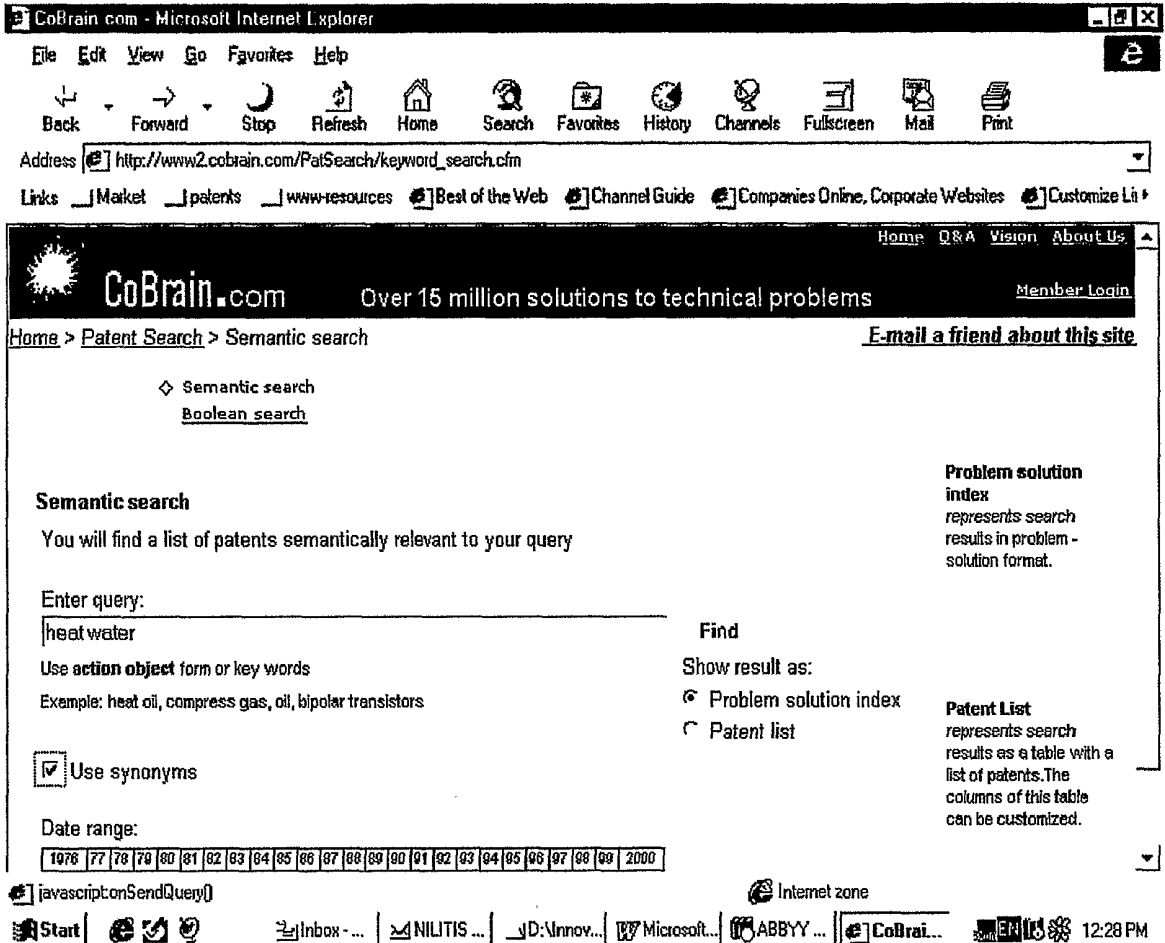 CoBrain com - Microsoft Internet Explorer
File Edit View Go Favorites Help
Back Forward Stop Refresh Home Search Favorites History Channels Fullscreen Mail Print
Address http://www2.cobrain.com/PatSearch/keyword_search.cfm
Links Market patents www-resources Best of the Web Channel Guide Companies Online, Corporate Websites Customize Li
Home Q&A Vision About Us
CoBrain.com Over 15 million solutions to technical problems Member Login
Home > Patent Search > Semantic search E-mail a friend about this site
Semantic search
Boolean search
Problem solution
index
represents search
results in problem -
solution format.
Semantic search
You will find a list of patents semantically relevant to your query
Enter query:
heat water
Find
Use action object form or key words
Show result as:
Example: heat oil, compress gas, oil, bipolar transistors
Problem solution index
Patent list
Patent List
represents search
results as a table with a
list of patents.The
columns of this table
can be customized.
Use synonyms
Date range:
1976 77 78 79 80 81 82 83 84 85 86 87 88 89 90 91 92 93 94 95 96 97 98 99 2000
javascript:onSendQuery() Internet zone
Start Inbox - ... NILITIS ... D:\Innov... Microsoft... ABBYY ... CoBrai... EN 12:28 PM